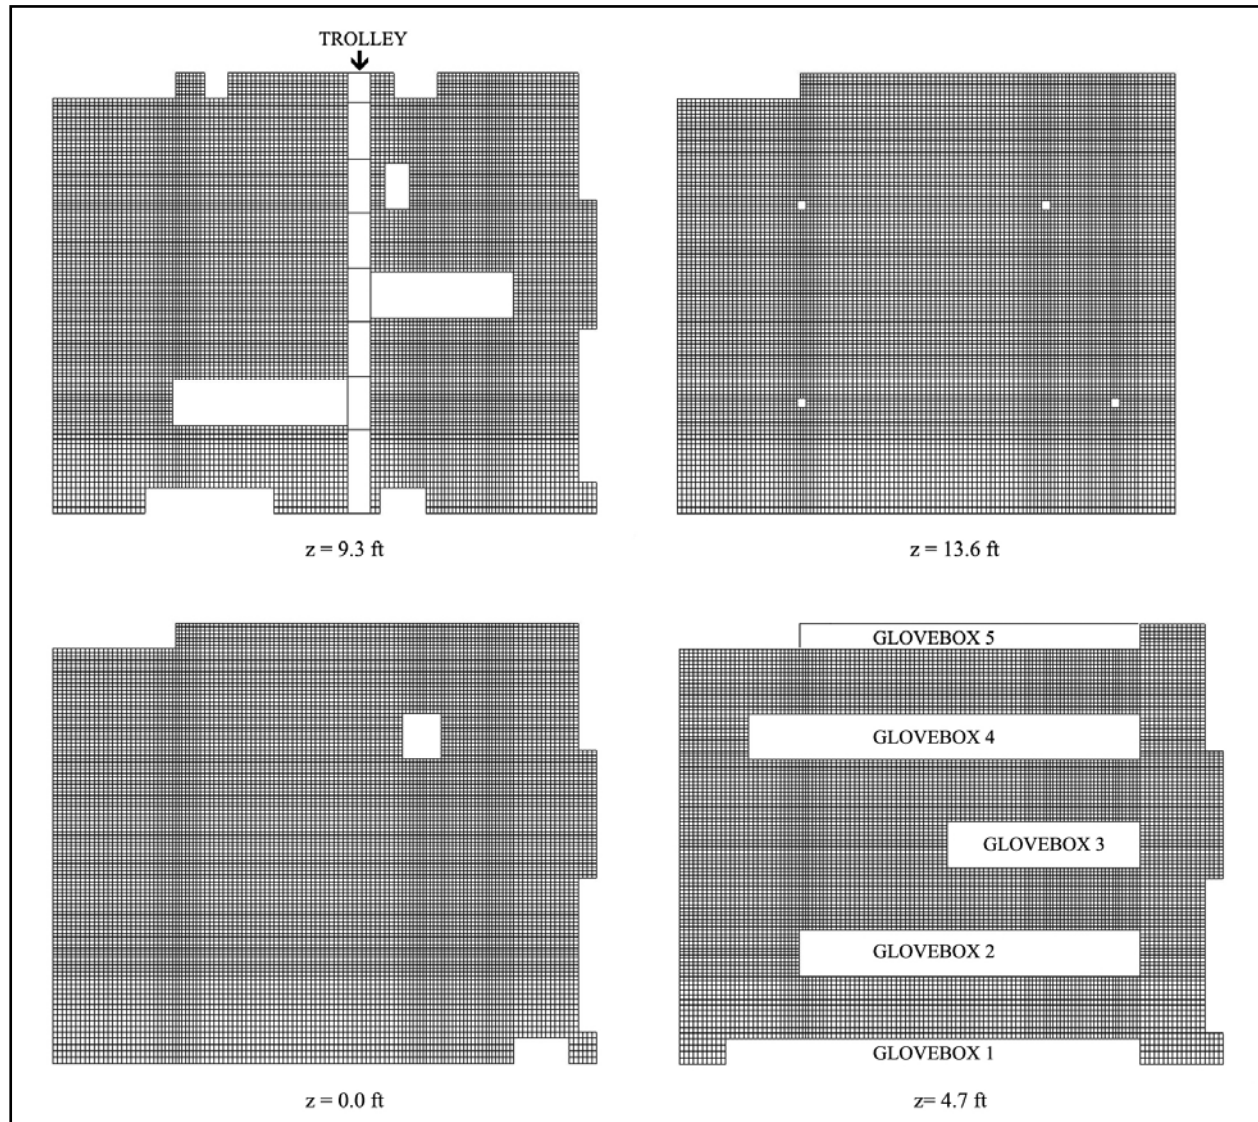 TROLLEY
z = 9.3 ft
z = 13.6 ft
GLOVEBOX 5
GLOVEBOX 4
GLOVEBOX 3
GLOVEBOX 2
GLOVEBOX 1
z = 0.0 ft
z= 4.7 ft